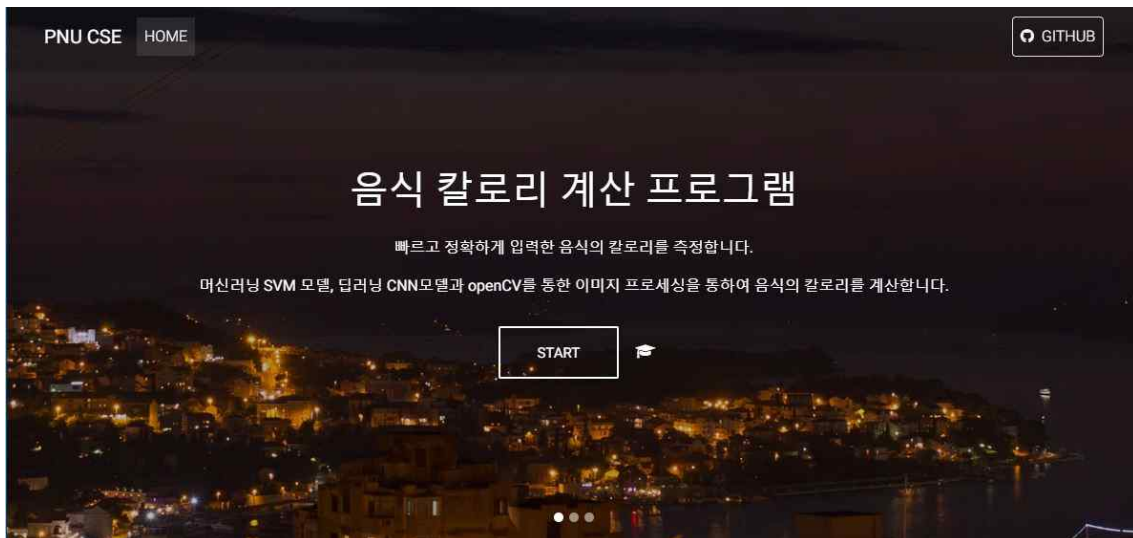 PNU CSE HOME GITHUB
음식 칼로리 계산 프로그램
빠르고 정확하게 입력한 음식의 칼로리를 측정합니다.
머신러닝 SVM 모델, 딥러닝 CNN모델과 openCV를 통한 이미지 프로세싱을 통하여 음식의 칼로리를 계산합니다.
START